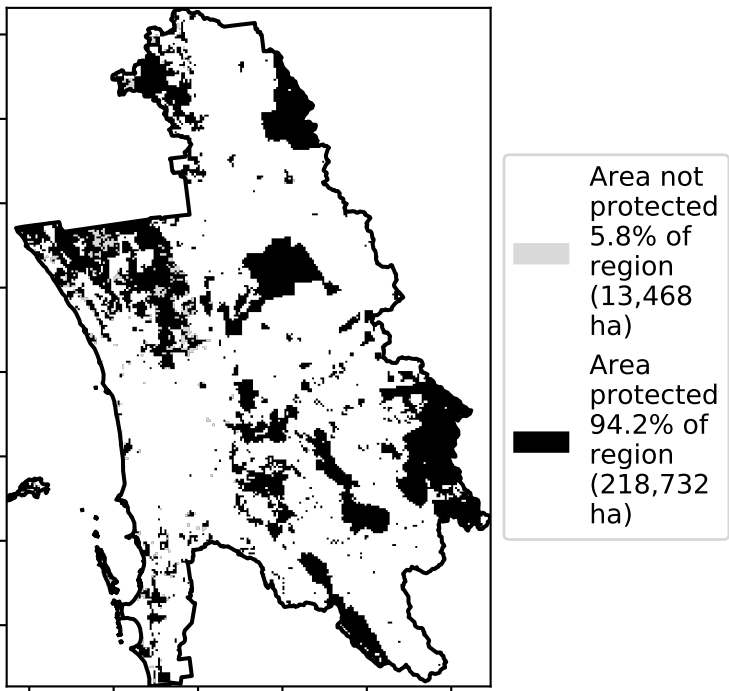 Area not
protected
5.8% of
region
(13,468
ha)
Area
protected
94.2% of
region
(218,732
ha)